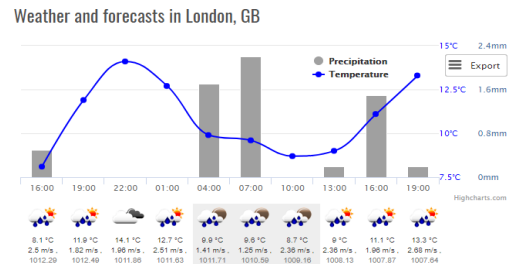 Weather and forecasts in London, GB
15°C 2.4mm
Precipitation
Temperature
Export
12.5°C 1.6mm
10°C 0.8mm
7.5°C 0mm
16:00 19:00 22:00 01:00 04:00 07:00 10:00 13:00 16:00 19:00
Highcharts.com
8.1 °C 11.9 °C 14.1 °C 12.7 °C 9.9 °C 9.6 °C 8.7 °C 9 °C 11.1 °C 13.3 °C
2.5 m/s , 1.82 m/s , 1.96 m/s , 2.51 m/s , 1.41 m/s , 1.25 m/s , 2.36 m/s , 2.36 m/s , 1.96 m/s , 2.68 m/s ,
1012.29 1012.49 1011.86 1011.63 1011.71 1010.59 1009.16 1008.13 1007.87 1007.64